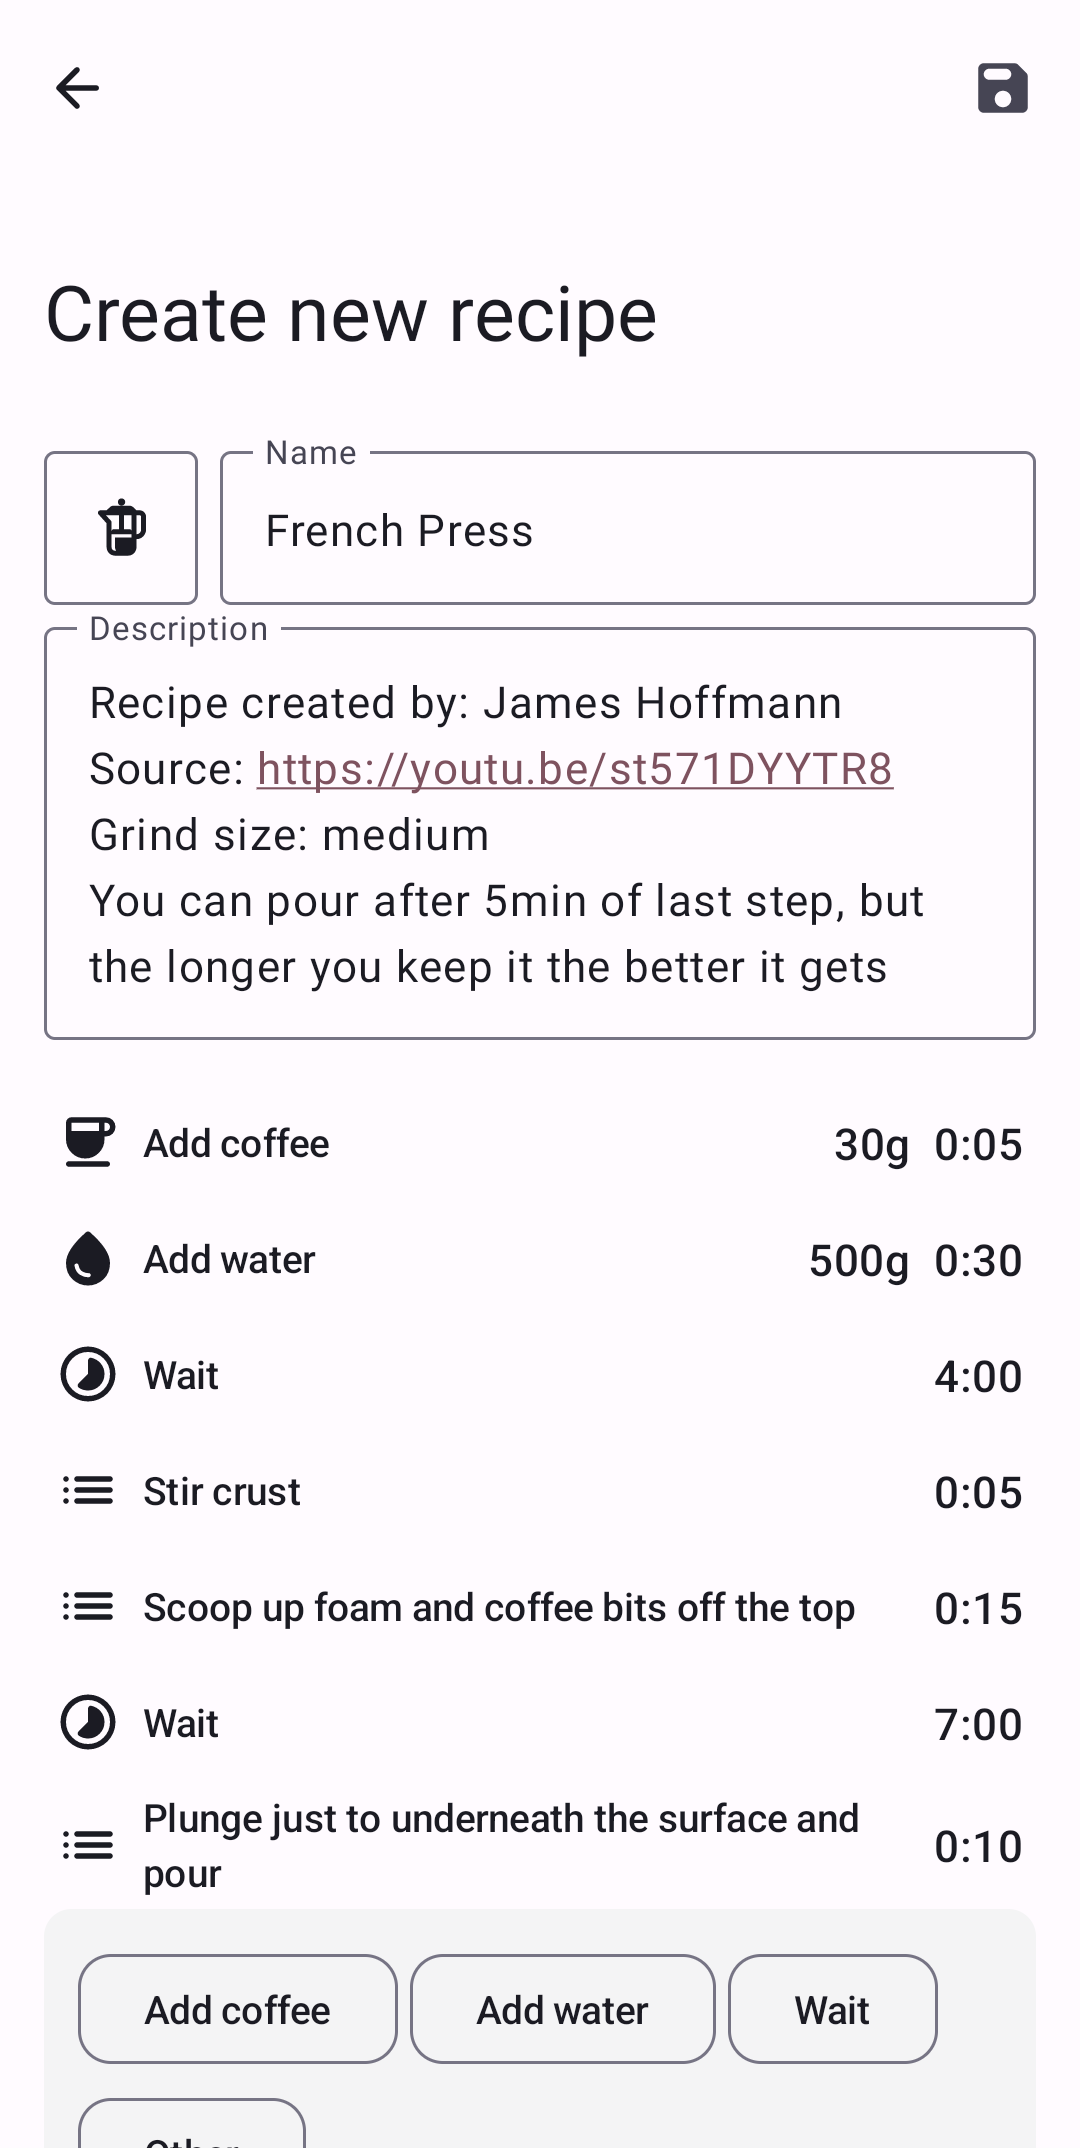 Create new recipe
Name
French Press
Description
Recipe created by: James Hoffmann
Source: https://youtu.be/st571DYYTR8
Grind size: medium
You can pour after 5min of last step, but
the longer you keep it the better it gets
Add coffee 30g 0:05
Add water 500g 0:30
Wait 4:00
Stir crust 0:05
Scoop up foam and coffee bits off the top 0:15
Wait 7:00
Plunge just to underneath the surface and
pour 0:10
Add coffee Add water Wait
Other